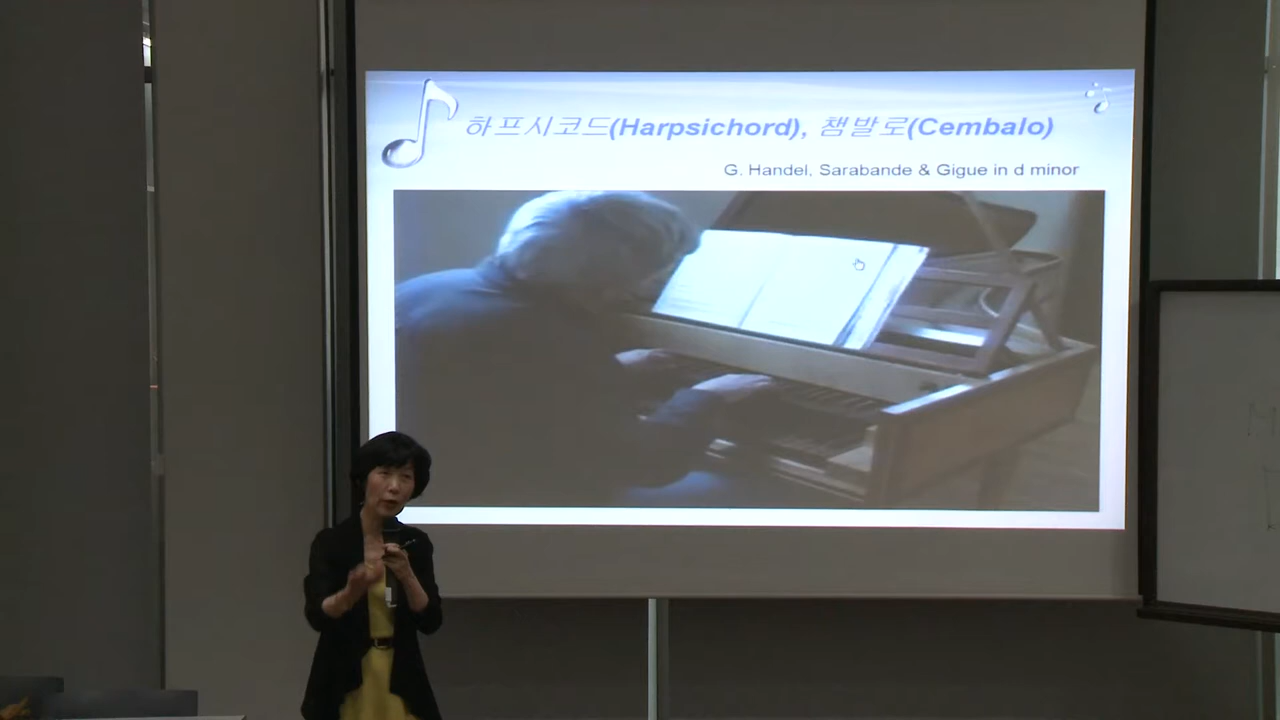 하프시코드(Harpsichord), 챔발로(Cembalo)
G. Handel, Sarabande & Gigue in d minor